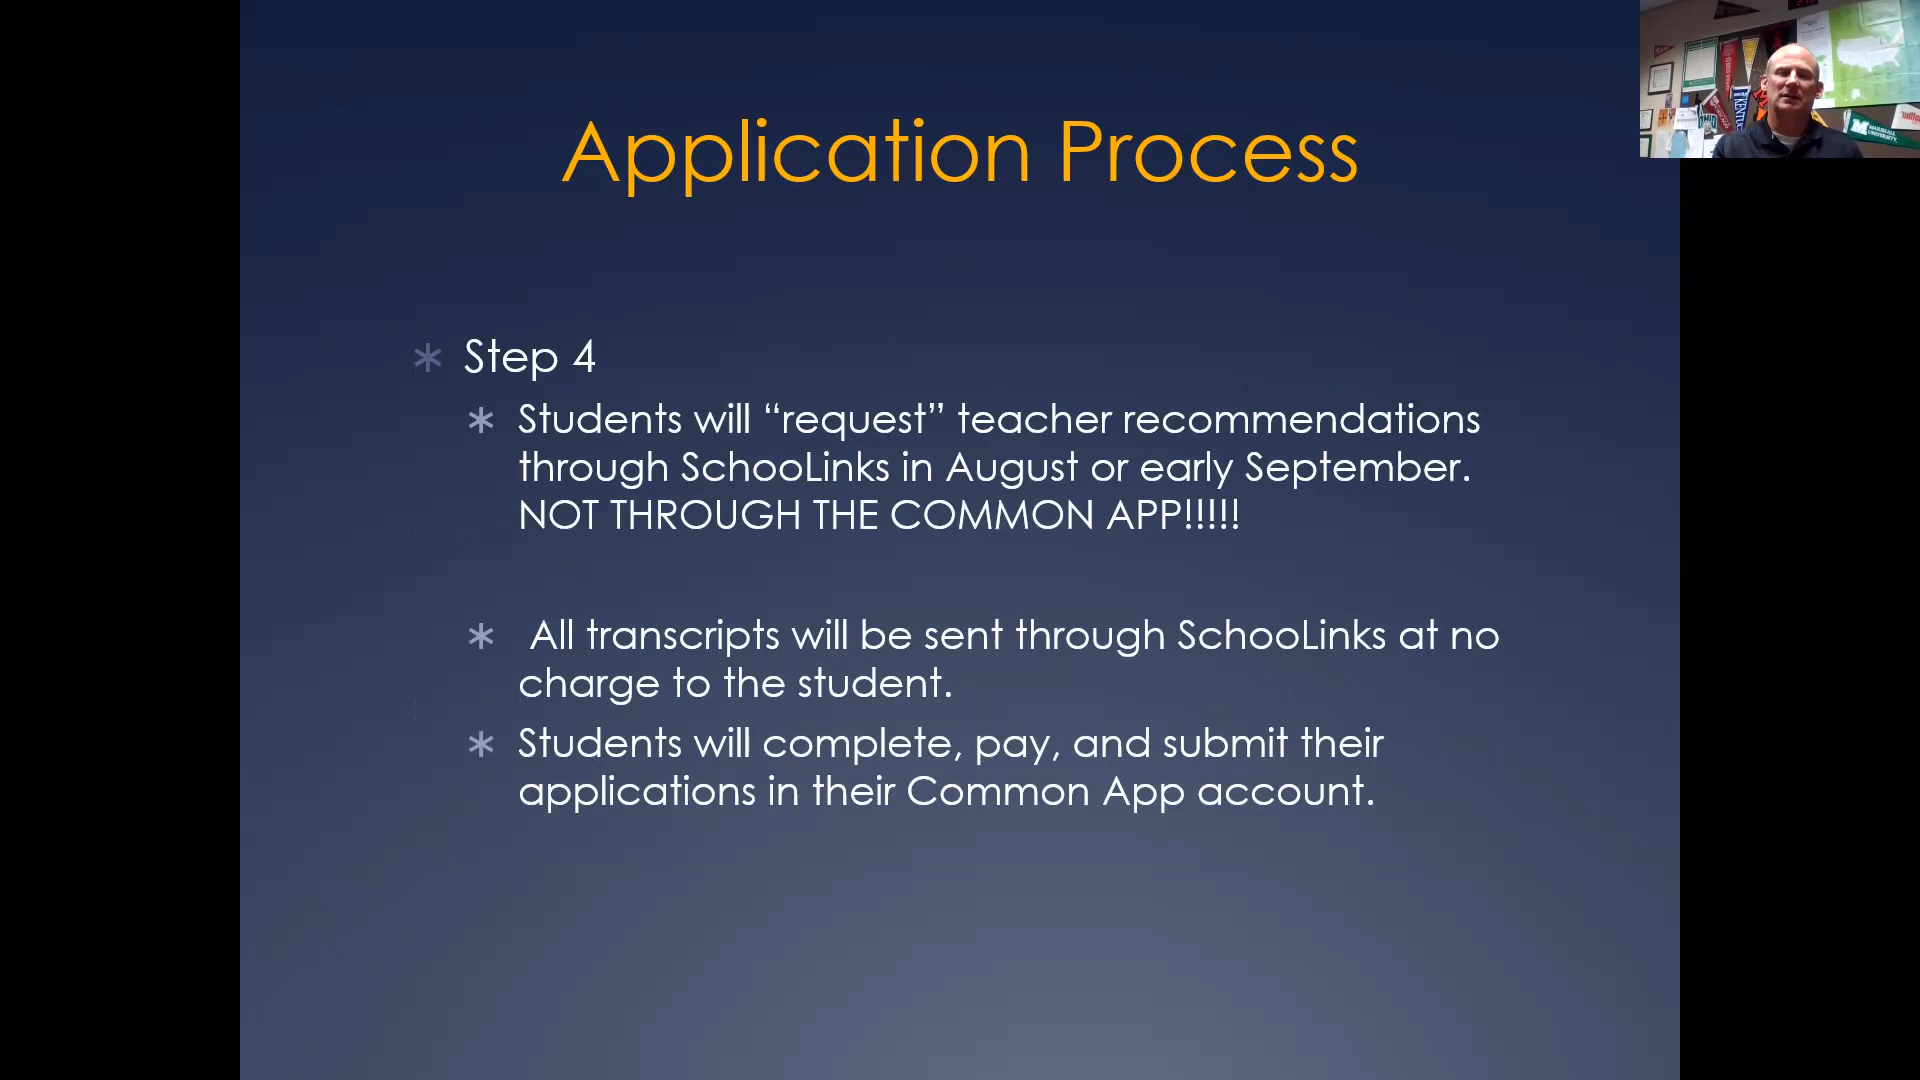 Application Process
Step 4
Students will “request” teacher recommendations
through SchooLinks in August or early September.
NOT THROUGH THE COMMON APP!!!!!
All transcripts will be sent through SchooLinks at no
charge to the student.
Students will complete, pay, and submit their
applications in their Common App account.
MARSHALL
UNIVERSITY